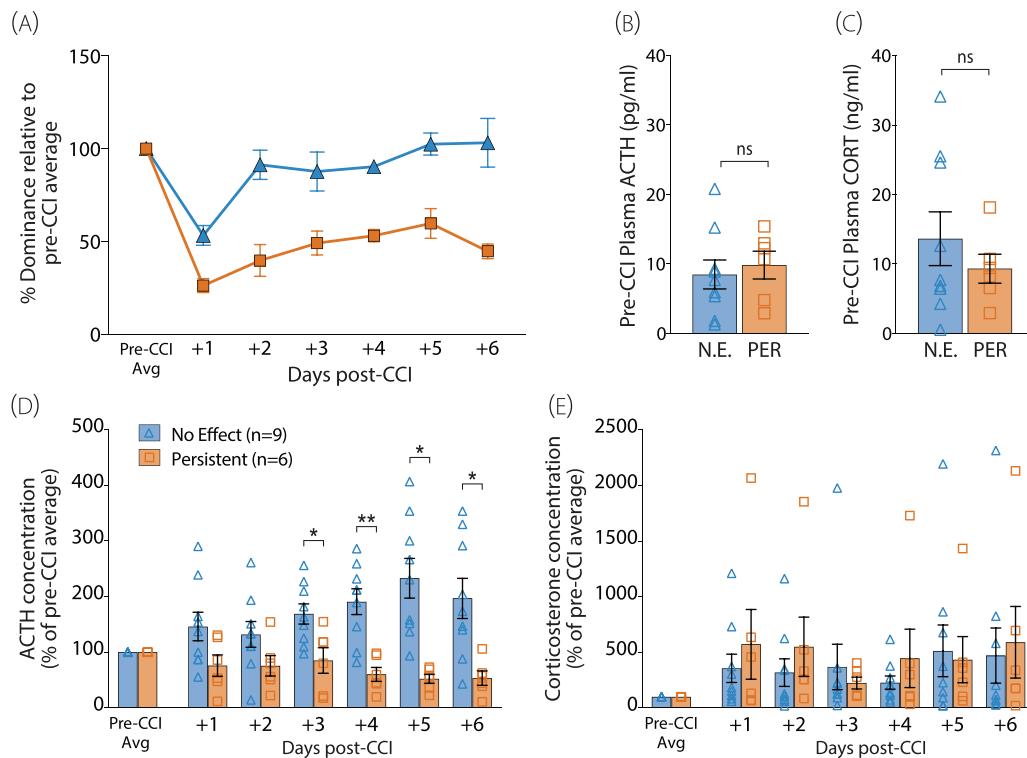 (A)
150
100
50
0
% Dominance relative to
pre-CCI average
Pre-CCI
Avg
+1
+2
+3
+4
+5
+6
Days post-CCI
(B)
40
30
20
10
0
Pre-CCI Plasma ACTH (pg/ml)
ns
N.E.
PER
(C)
40
30
20
10
0
Pre-CCI Plasma CORT (ng/ml)
ns
N.E.
PER
(D)
500
400
300
200
100
0
ACTH concentration
(% of pre-CCI average)
No Effect (n=9)
Persistent (n=6)
*
**
*
*
Pre-CCI
Avg
+1
+2
+3
+4
+5
+6
Days post-CCI
(E)
2500
2000
1500
1000
500
0
Corticosterone concentration
(% of pre-CCI average)
Pre-CCI
Avg
+1
+2
+3
+4
+5
+6
Days post-CCI